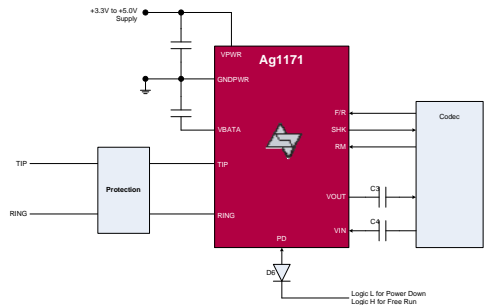 +3.3V to +5.0V
Supply
VPWR
Ag1171
GNDPWR
F/R
Codec
SHK
VBATA
RM
TIP
TIP
Protection
C3
VOUT
RING
RING
C4
VIN
PD
D6
Logic L for Power Down
Logic H for Free Run